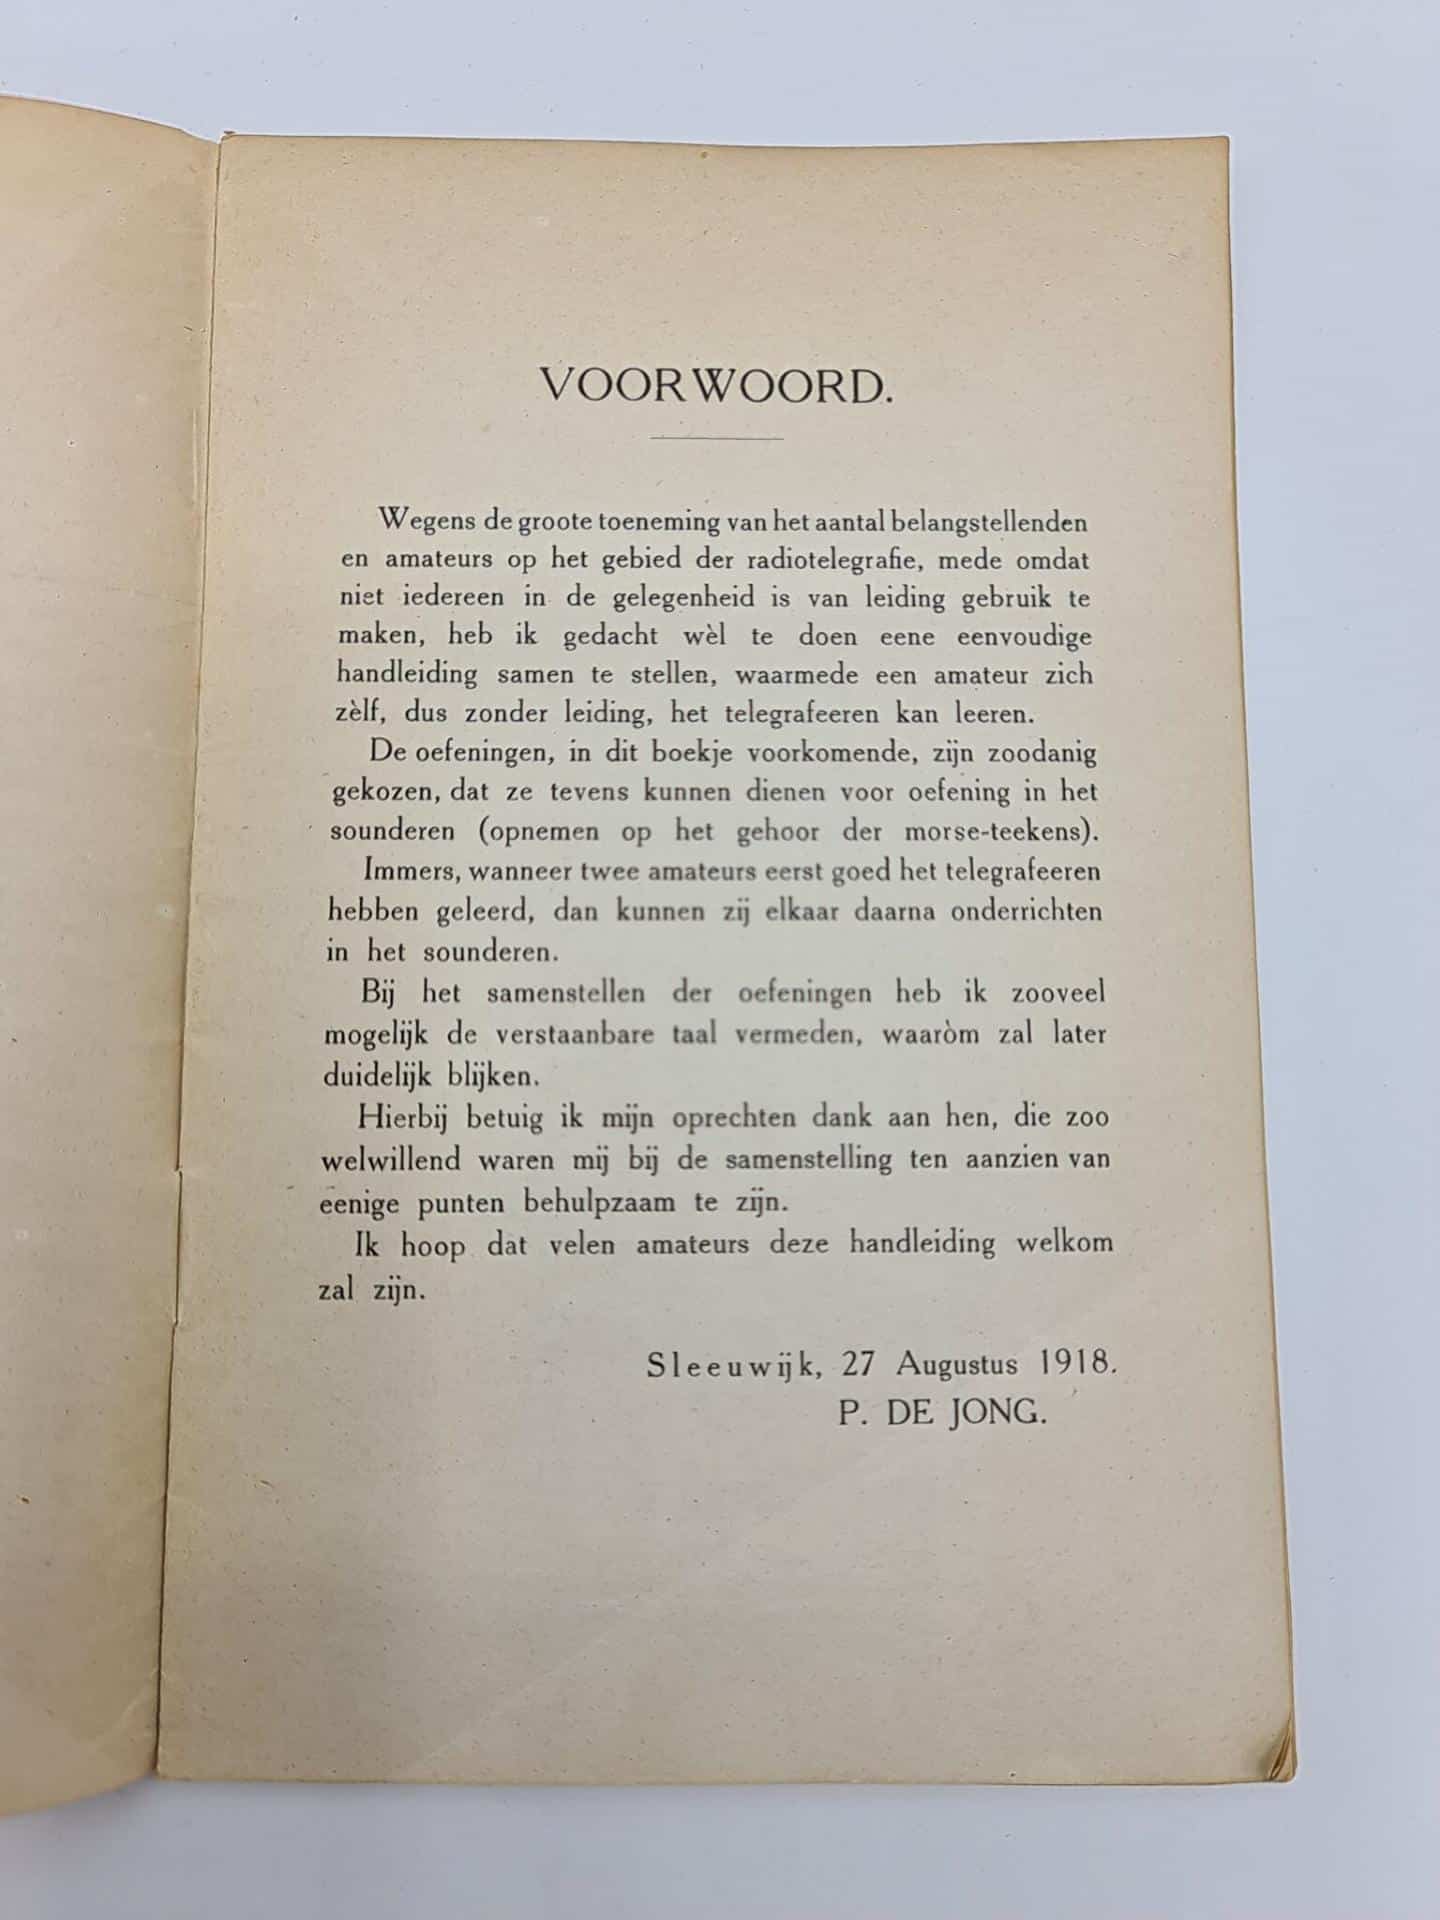 VOORWOORD.
Wegens de groote toeneming van het aantal belangstellenden
en amateurs op het gebied der radiotelegrafie, mede omdat
niet iedereen in de gelegenheid is van leiding gebruik te
maken, heb ik gedacht wèl te doen eene eenvoudige
handleiding samen te stellen, waarmede een amateur zich
zèlf, dus zonder leiding, het telegrafeeren kan leeren.
De oefeningen, in dit boekje voorkomende, zijn zoodanig
gekozen, dat ze tevens kunnen dienen voor oefening in het
sounderen (opnemen op het gehoor der morse-teekens).
Immers, wanneer twee amateurs eerst goed het telegrafeeren
hebben geleerd, dan kunnen zij elkaar daarna onderrichten
in het sounderen.
Bij het samenstellen der oefeningen heb ik zooveel
mogelijk de verstaanbare taal vermeden, waaròm zal later
duidelijk blijken.
Hierbij betuig ik mijn oprechten dank aan hen, die zoo
welwillend waren mij bij de samenstelling ten aanzien van
eenige punten behulpzaam te zijn.
Ik hoop dat velen amateurs deze handleiding welkom
zal zijn.
Sleeuwijk, 27 Augustus 1918.
P. DE JONG.